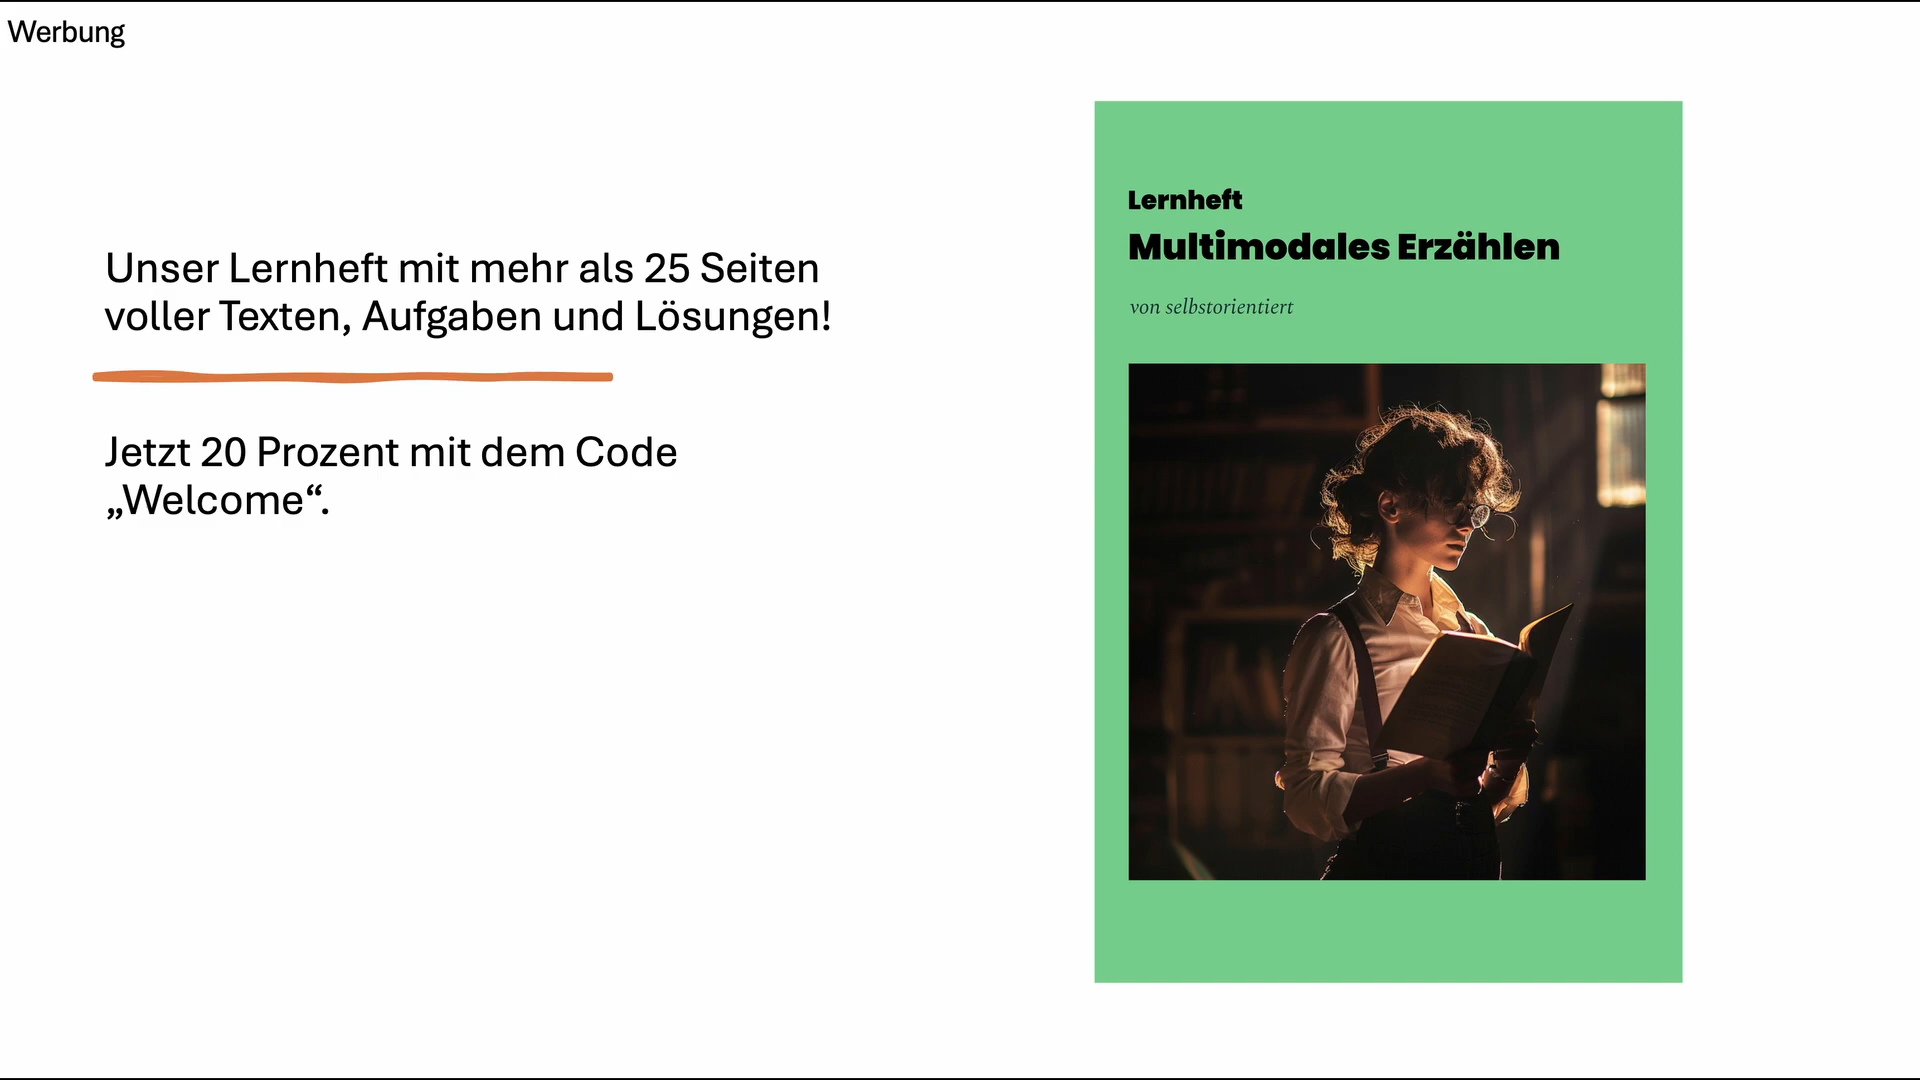 Werbung
Unser Lernheft mit mehr als 25 Seiten
voller Texten, Aufgaben und Lösungen!
Jetzt 20 Prozent mit dem Code
„Welcome“.
Lernheft
Multimodales Erzählen
von selbstorientiert